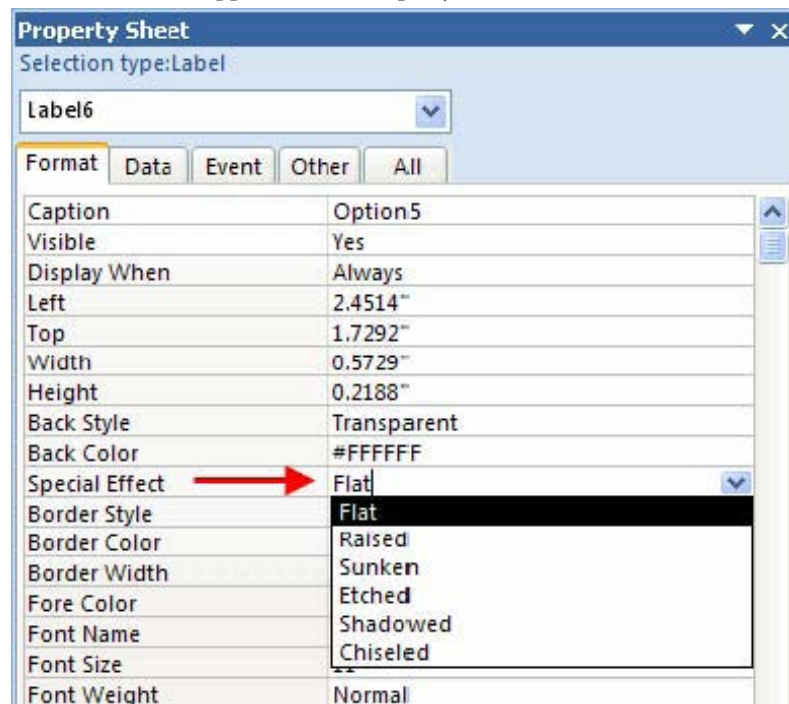 Property Sheet
Selection type:Label
Label6
Format Data Event Other All
Caption Option5
Visible Yes
Display When Always
Left 2.4514"
Top 1.7292"
Width 0.5729"
Height 0.2188"
Back Style Transparent
Back Color #FFFFFF
Special Effect Flat
Border Style Flat
Border Color Raised
Border Width Sunken
Fore Color Etched
Font Name Shadowed
Font Size Chiseled
Font Weight Normal